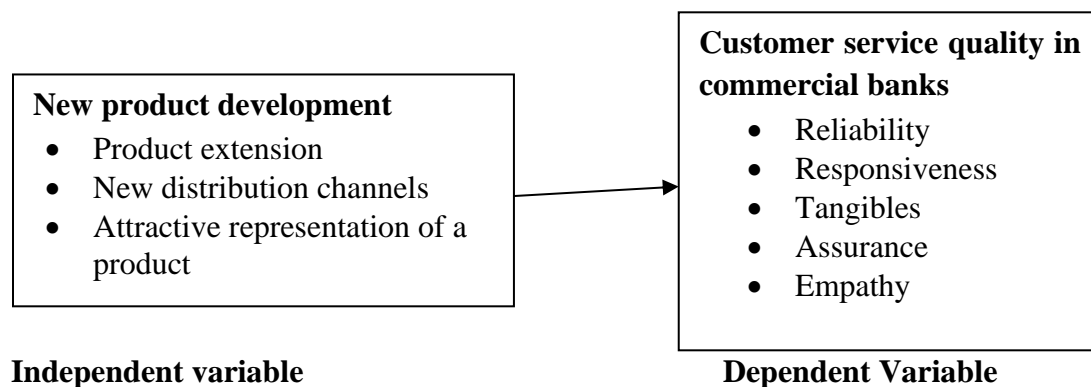 New product development
• Product extension
• New distribution channels
• Attractive representation of a
product
Customer service quality in
commercial banks
• Reliability
• Responsiveness
• Tangibles
• Assurance
• Empathy
Independent variable
Dependent Variable